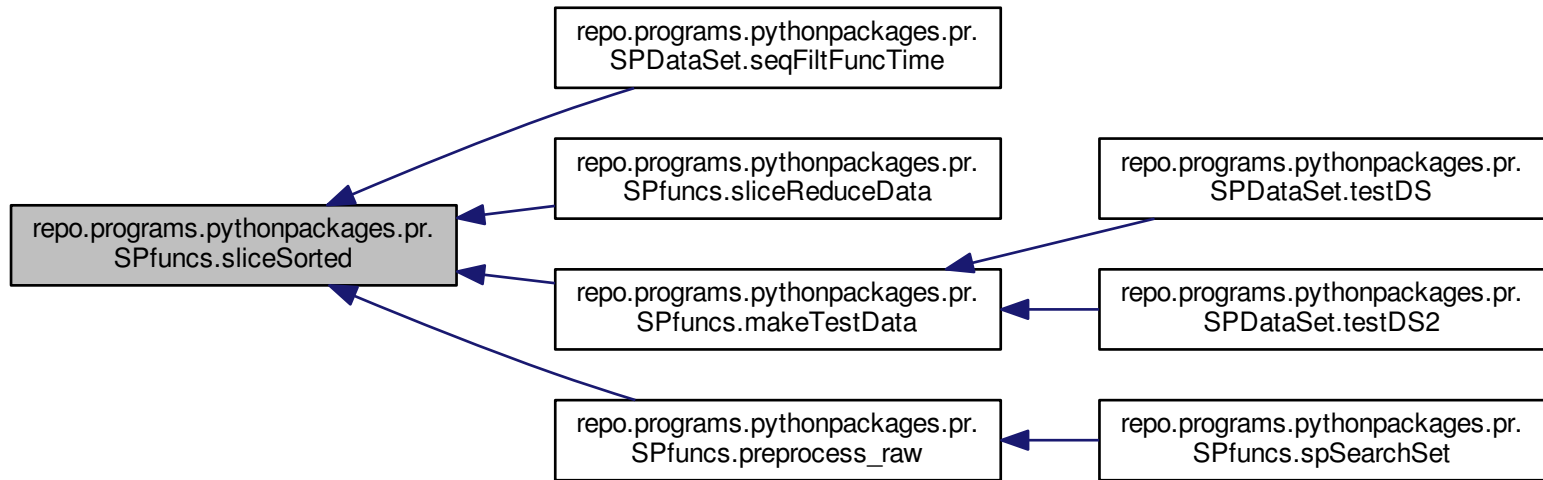 repo.programs.pythonpackages.pr.
SPfuncs.sliceSorted
repo.programs.pythonpackages.pr.
SPDataSet.seqFiltFuncTime
repo.programs.pythonpackages.pr.
SPfuncs.sliceReduceData
repo.programs.pythonpackages.pr.
SPfuncs.makeTestData
repo.programs.pythonpackages.pr.
SPfuncs.preprocess_raw
repo.programs.pythonpackages.pr.
SPDataSet.testDS
repo.programs.pythonpackages.pr.
SPDataSet.testDS2
repo.programs.pythonpackages.pr.
SPfuncs.spSearchSet